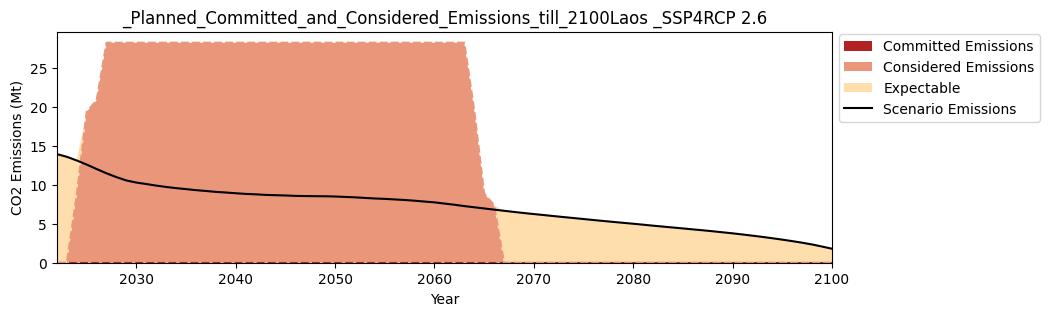 _Planned_Committed_and_Considered_Emissions_till_2100Laos _SSP4RCP 2.6
Committed Emissions
Considered Emissions
Expectable
Scenario Emissions
CO2 Emissions (Mt)
25
20
15
10
5
0
2030 2040 2050 2060 2070 2080 2090 2100
Year